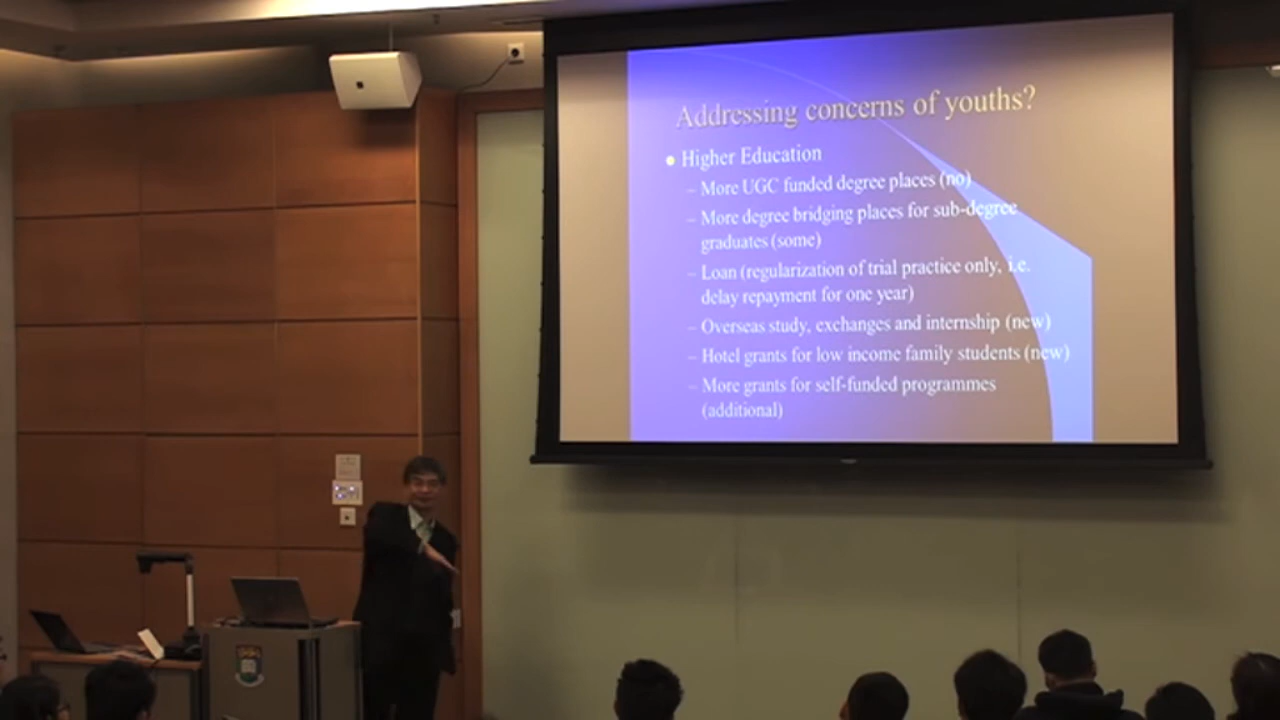 Addressing concerns of youths?
● Higher Education
– More UGC funded degree places (no)
– More degree bridging places for sub-degree
graduates (some)
– Loan (regularization of trial practice only, i.e.
delay repayment for one year)
– Overseas study, exchanges and internship (new)
– Hotel grants for low income family students (new)
– More grants for self-funded programmes
(additional)